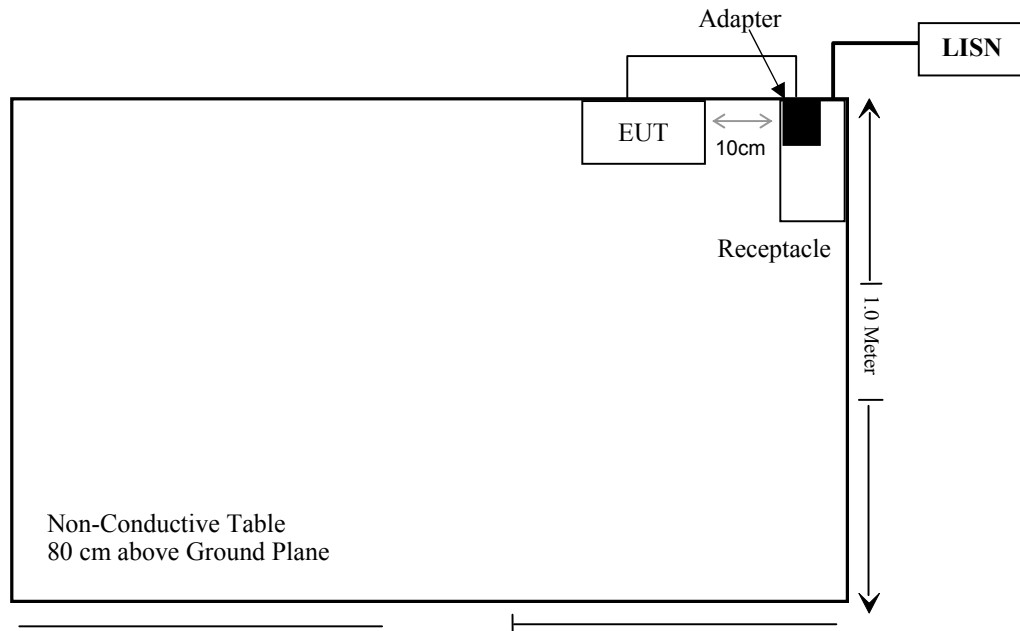 Adapter
LISN
EUT
10cm
Receptacle
1.0 Meter
Non-Conductive Table
80 cm above Ground Plane